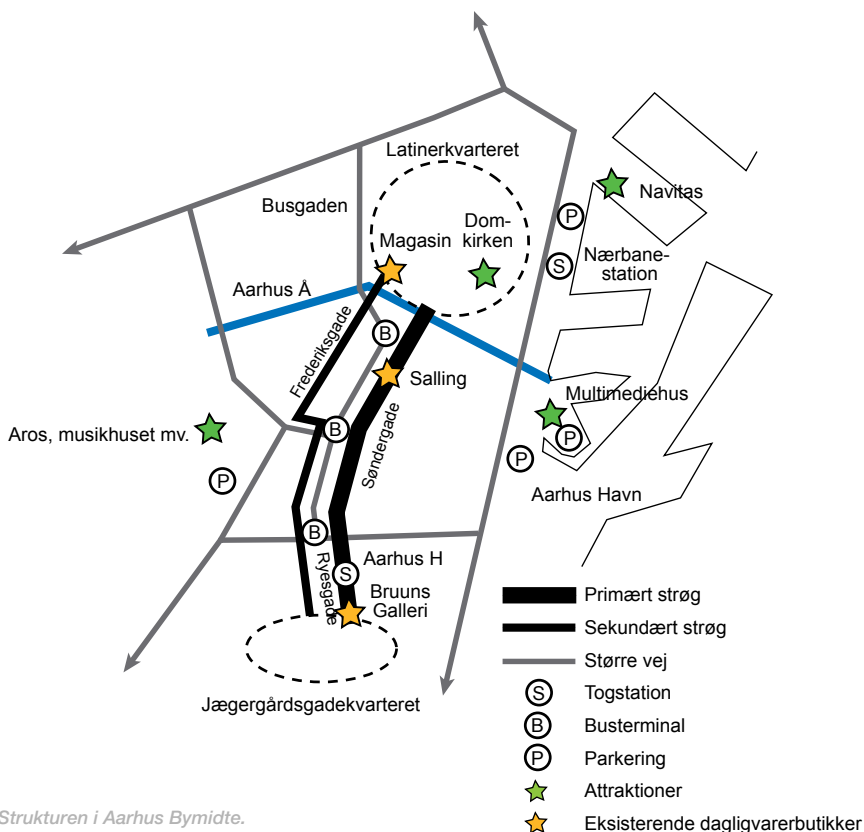 Latinerkvarteret
Navitas
Busgaden
Dom-
kirken
Magasin
P
S
Nærbane-
station
Aarhus Å
Frederiksgade
B
Salling
Multimediehus
Aros, musikhuset mv.
B
Søndergade
P
P
P
Aarhus Havn
B
Ryesgade
Aarhus H
S
Bruuns
Galleri
Jægergårdsgadekvarteret
Primært strøg
Sekundært strøg
Større vej
S Togstation
B Busterminal
P Parkering
Attraktioner
Eksisterende dagligvarerbutikker
Strukturen i Aarhus Bymidte.